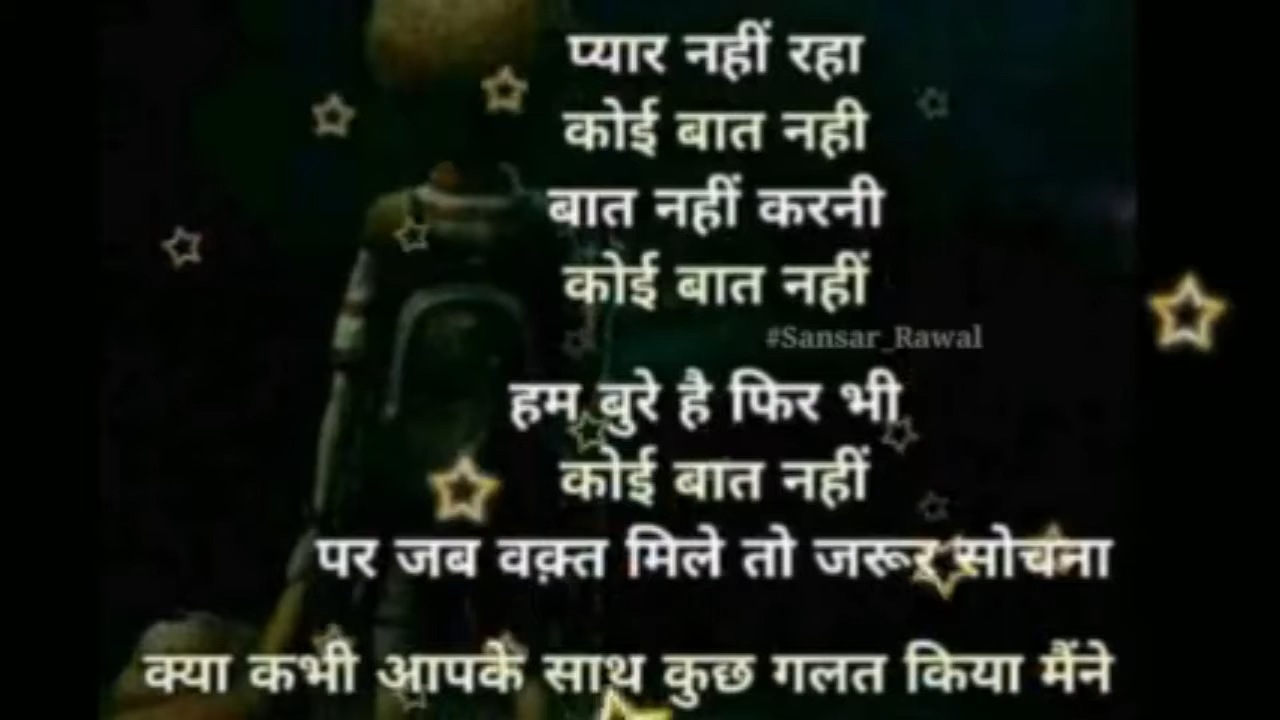 प्यार नहीं रहा
कोई बात नही
बात नहीं करनी
कोई बात नहीं
#Sansar_Rawal
हम बुरे है फिर भी
कोई बात नहीं
पर जब वक़्त मिले तो जरूर सोचना
क्या कभी आपके साथ कुछ गलत किया मैंने